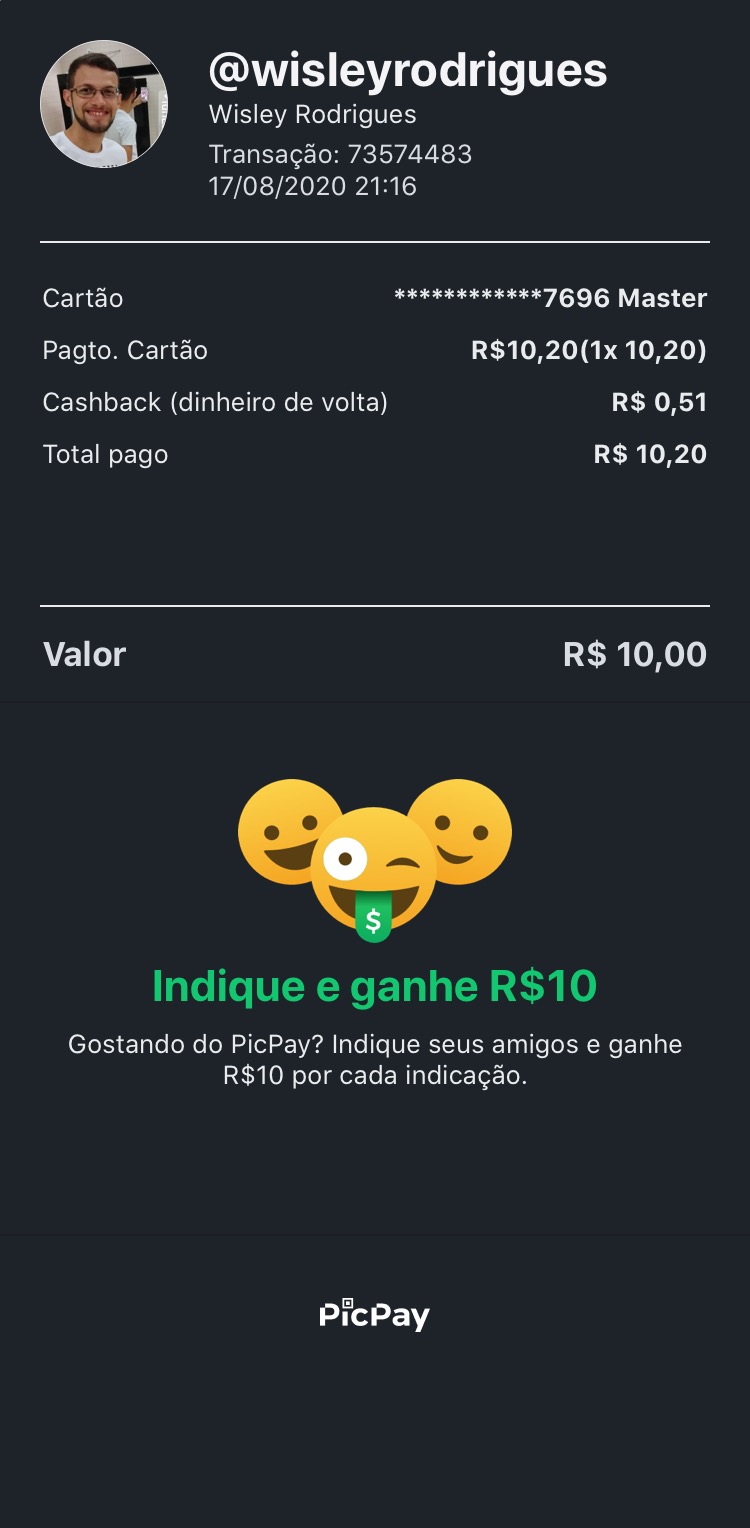 @wisleyrodrigues
Wisley Rodrigues
Transação: 73574483
17/08/2020 21:16
Cartão ************7696 Master
Pagto. Cartão R$10,20(1x 10,20)
Cashback (dinheiro de volta) R$ 0,51
Total pago R$ 10,20
Valor R$ 10,00
$
Indique e ganhe R$10
Gostando do PicPay? Indique seus amigos e ganhe
R$10 por cada indicação.
PicPay